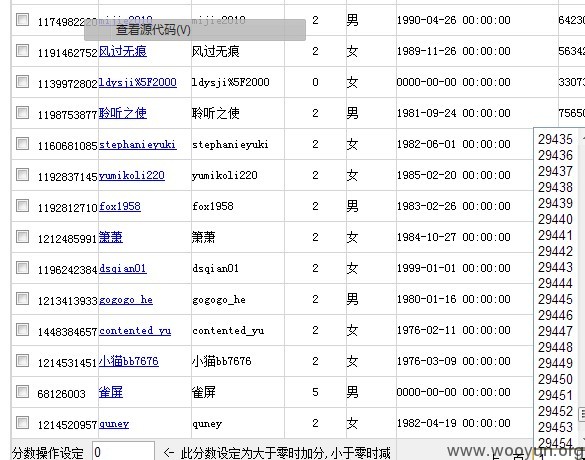 1174982220 mijie2010 2 男 1990-04-26 00:00:00 64230
查看源代码(V)
1191462752 风过无痕 风过无痕 2 女 1989-11-26 00:00:00 56342
1139972802 ldysji%5F2000 ldysji%5F2000 0 女 0000-00-00 00:00:00 33073
1198753877 聆听之使 聆听之使 2 男 1981-09-24 00:00:00 75650
1160681085 stephanieyuki stephanieyuki 2 女 1982-06-01 00:00:00
1192837145 yumikoli220 yumikoli220 2 女 1985-02-20 00:00:00
1192812710 fox1958 fox1958 2 男 1983-02-26 00:00:00
1212485991 箫萧 箫萧 2 女 1984-10-27 00:00:00
1196242384 dsqian01 dsqian01 2 女 1999-01-01 00:00:00
1213413933 gogogo_he gogogo_he 2 男 1980-01-16 00:00:00
1448384657 contented_yu contented_yu 2 女 1976-02-11 00:00:00
1214531451 小猫bb7676 小猫bb7676 2 女 1976-03-09 00:00:00
68126003 雀屏 雀屏 5 男 0000-00-00 00:00:00
1214520957 quney quney 2 女 1982-04-19 00:00:00
29435
29436
29437
29438
29439
29440
29441
29442
29443
29444
29445
29446
29447
29448
29449
29450
29451
29452
29453
29454
分数操作设定 0 <- 此分数设定为大于零时加分,小于零时减
www.wooyun.org